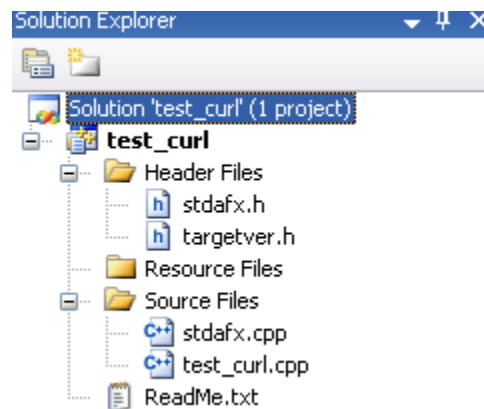 Solution Explorer
Solution 'test_curl' (1 project)
test_curl
Header Files
h stdafx.h
h targetver.h
Resource Files
Source Files
C++ stdafx.cpp
C++ test_curl.cpp
ReadMe.txt